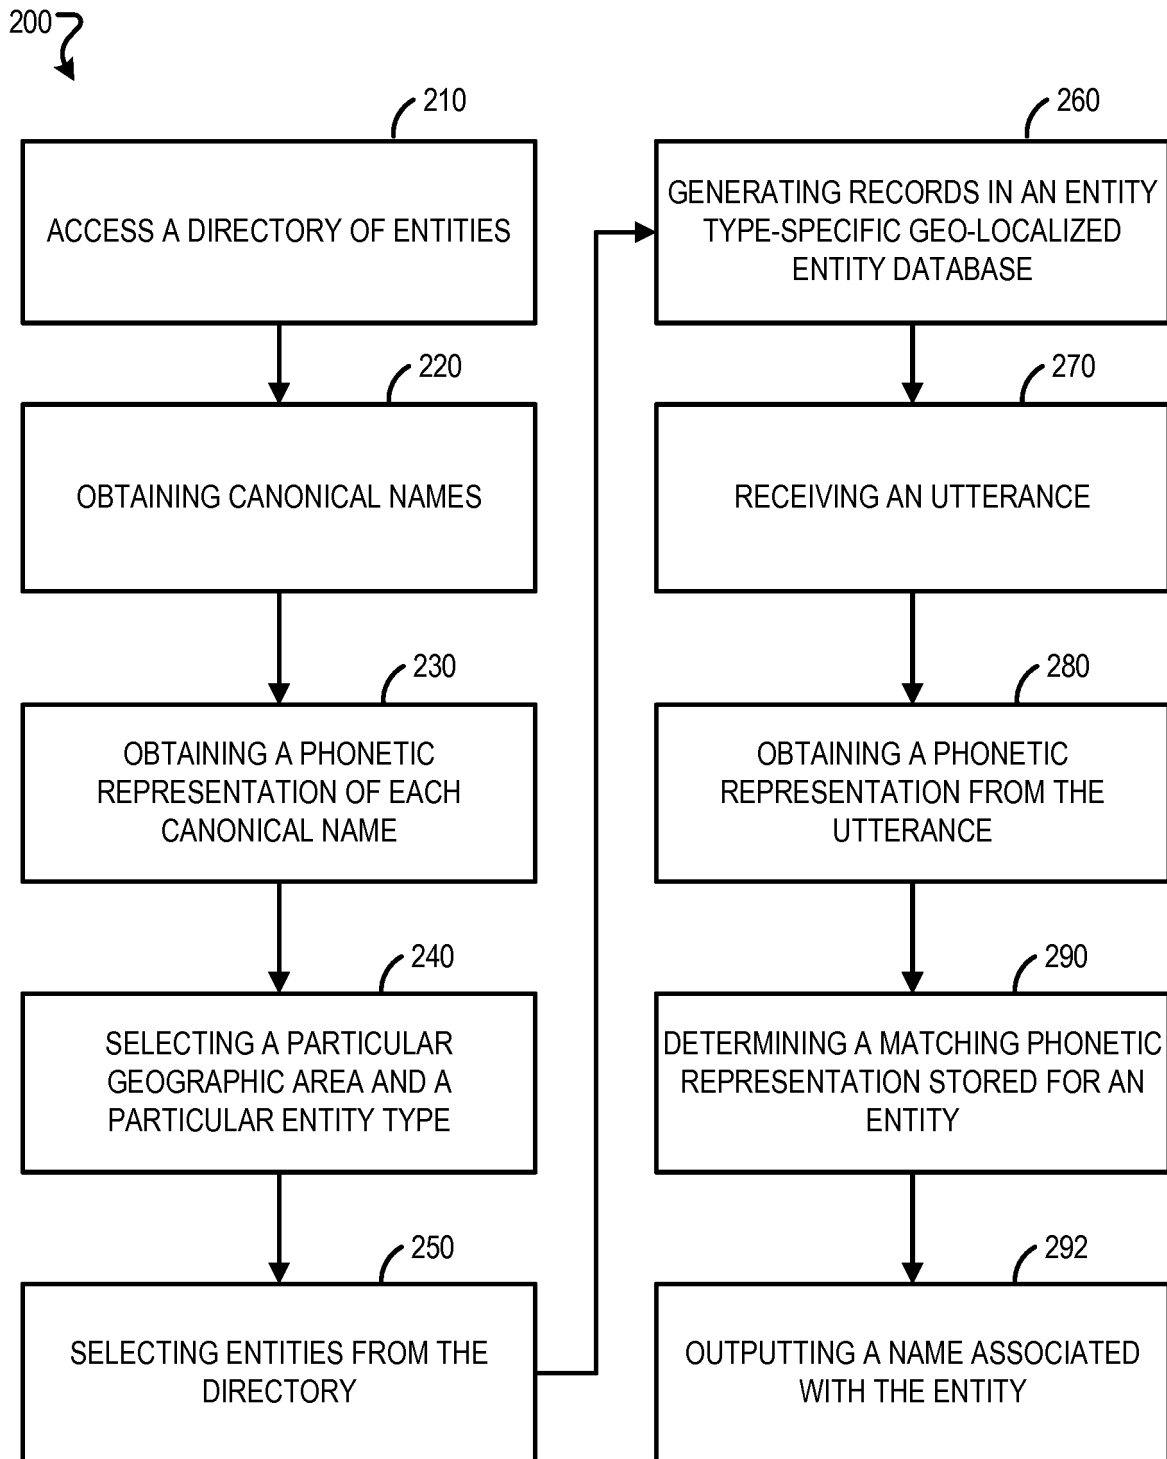 200
210
ACCESS A DIRECTORY OF ENTITIES
220
OBTAINING CANONICAL NAMES
230
OBTAINING A PHONETIC
REPRESENTATION OF EACH
CANONICAL NAME
240
SELECTING A PARTICULAR
GEOGRAPHIC AREA AND A
PARTICULAR ENTITY TYPE
250
SELECTING ENTITIES FROM THE
DIRECTORY
260
GENERATING RECORDS IN AN ENTITY
TYPE-SPECIFIC GEO-LOCALIZED
ENTITY DATABASE
270
RECEIVING AN UTTERANCE
280
OBTAINING A PHONETIC
REPRESENTATION FROM THE
UTTERANCE
290
DETERMINING A MATCHING PHONETIC
REPRESENTATION STORED FOR AN
ENTITY
292
OUTPUTTING A NAME ASSOCIATED
WITH THE ENTITY